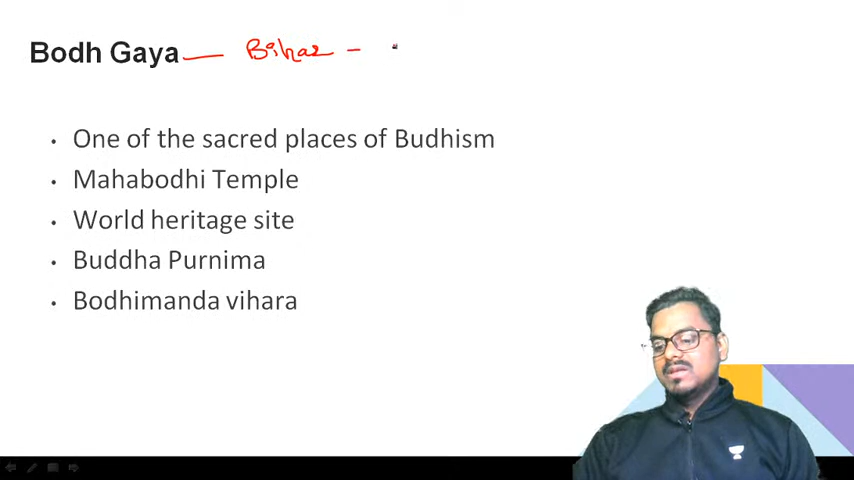 Bodh Gaya — Bihar -
• One of the sacred places of Budhism
• Mahabodhi Temple
• World heritage site
• Buddha Purnima
• Bodhimanda vihara